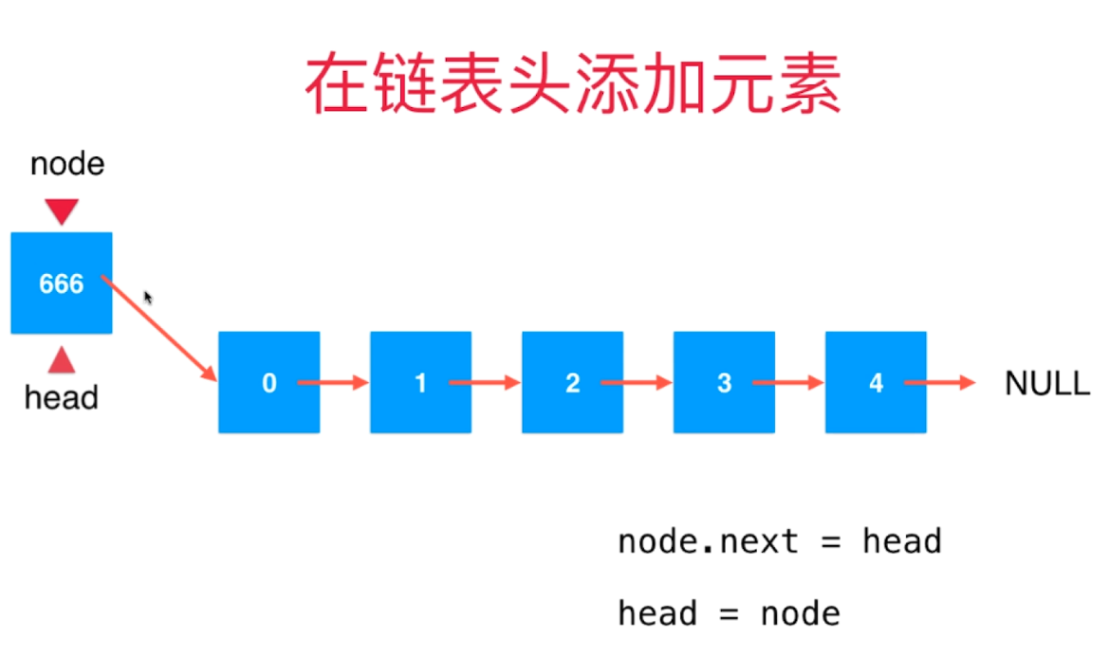 在链表头添加元素
node
666
head
0 1 2 3 4 NULL
node.next = head
head = node